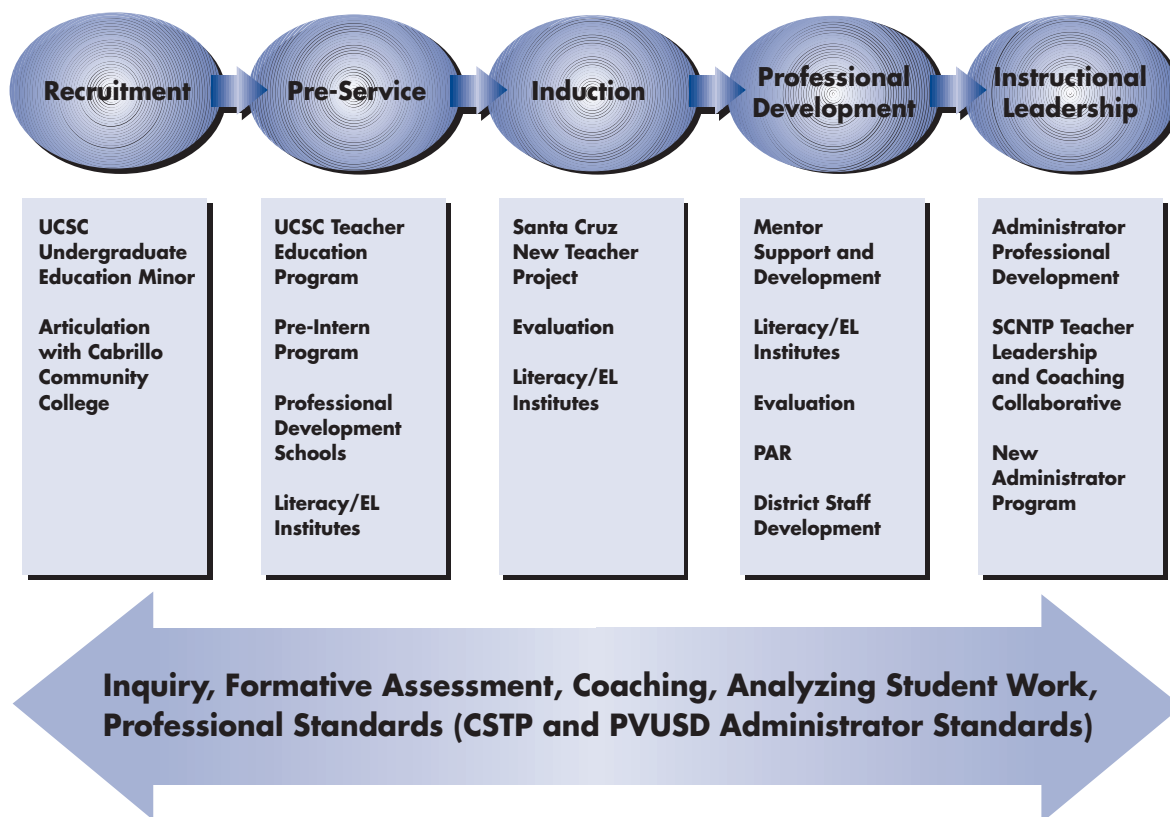 Recruitment
Pre-Service
Induction
Professional
Development
Instructional
Leadership
UCSC
Undergraduate
Education Minor
Articulation
with Cabrillo
Community
College
UCSC Teacher
Education
Program
Pre-Intern
Program
Professional
Development
Schools
Literacy/EL
Institutes
Santa Cruz
New Teacher
Project
Evaluation
Literacy/EL
Institutes
Mentor
Support and
Development
Literacy/EL
Institutes
Evaluation
PAR
District Staff
Development
Administrator
Professional
Development
SCNTP Teacher
Leadership
and Coaching
Collaborative
New
Administrator
Program
Inquiry, Formative Assessment, Coaching, Analyzing Student Work,
Professional Standards (CSTP and PVUSD Administrator Standards)